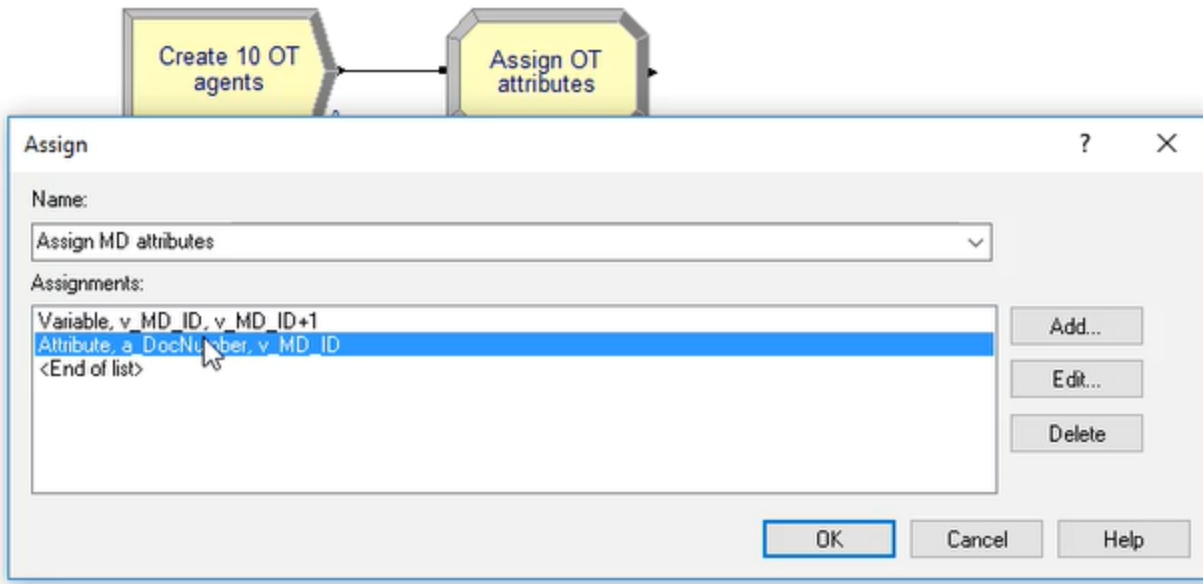 Create 10 OT
agents
Assign OT
attributes
Assign
?
Name:
Assign MD attributes
Assignments:
Variable, v_MD_ID, v_MD_ID+1
Attribute, a_DocNumber, v_MD_ID
<End of list>
Add...
Edit...
Delete
OK
Cancel
Help